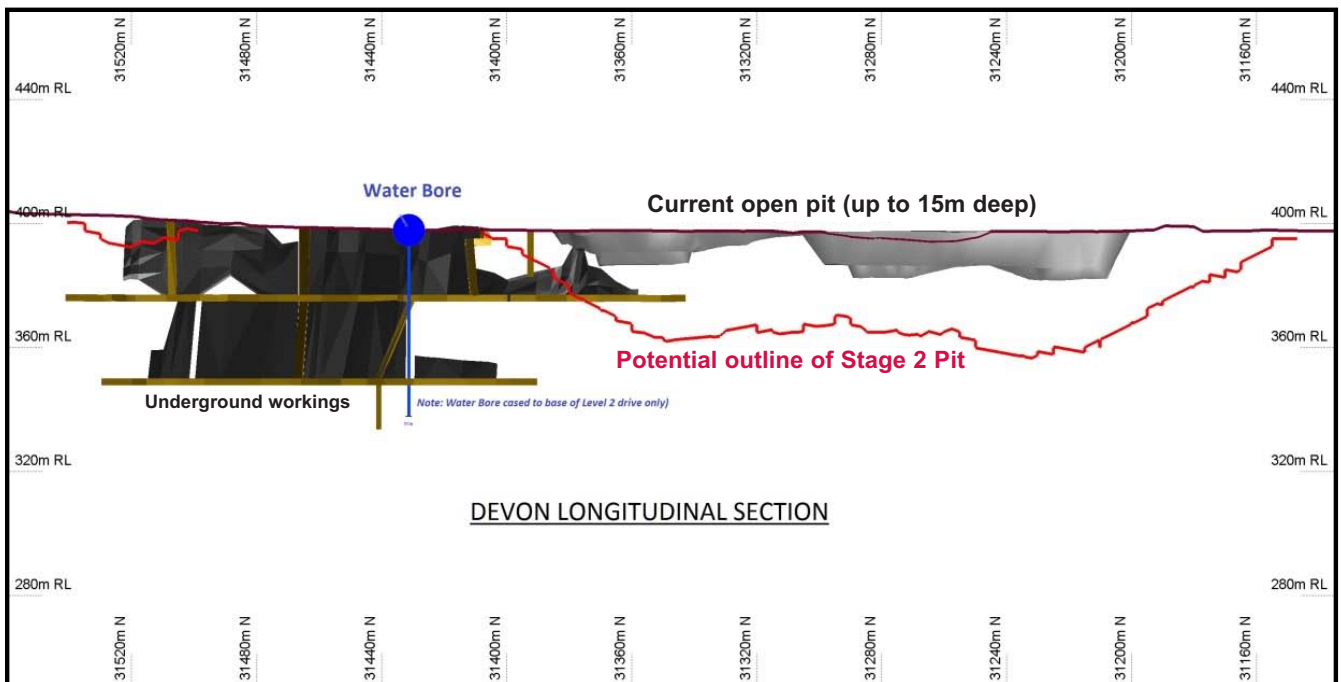 31520m N
31480m N
31440m N
31400m N
31360m N
31320m N
31280m N
31240m N
31200m N
31160m N
440m RL
440m RL
Water Bore
Current open pit (up to 15m deep)
400m RL
400m RL
360m RL
360m RL
Potential outline of Stage 2 Pit
Underground workings
Note: Water Bore cased to base of Level 2 drive only)
320m RL
320m RL
DEVON LONGITUDINAL SECTION
280m RL
280m RL
31520m N
31480m N
31440m N
31400m N
31360m N
31320m N
31280m N
31240m N
31200m N
31160m N